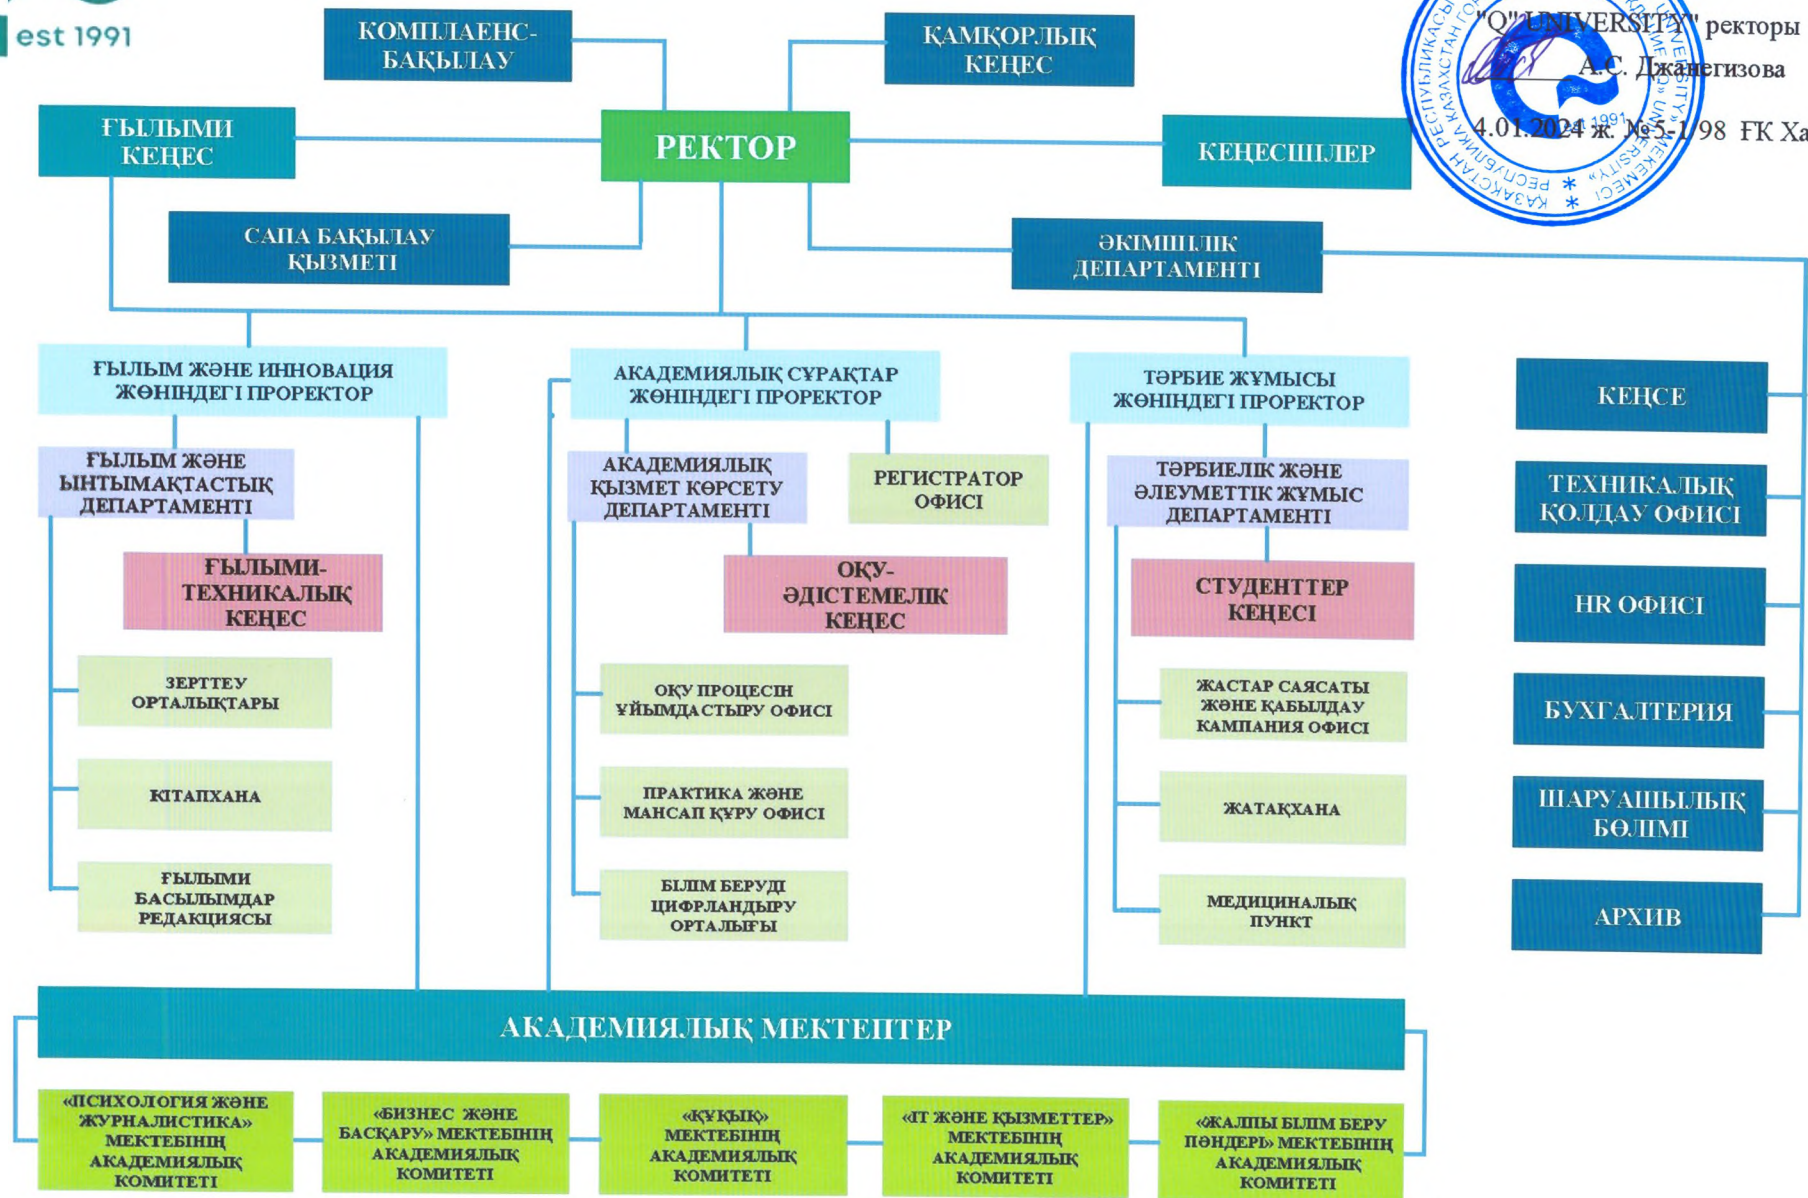 est 1991
КОМПЛАЕНС-
БАҚЫЛАУ
ҚАМҚОРЛЫҚ
КЕҢЕС
"Q" UNIVERSITY" ректоры
А.С. Джанегизова
4.01.2024 ж. №5-1/98 ҒК Ха
ҒЫЛЫМИ
КЕҢЕС
РЕКТОР
КЕҢЕСШІЛЕР
САПА БАҚЫЛАУ
ҚЫЗМЕТІ
ӘКІМШІЛІК
ДЕПАРТАМЕНТІ
ҒЫЛЫМ ЖӘНЕ ИННОВАЦИЯ
ЖӨНІНДЕГІ ПРОРЕКТОР
АКАДЕМИЯЛЫҚ СҰРАҚТАР
ЖӨНІНДЕГІ ПРОРЕКТОР
ТӘРБИЕ ЖҰМЫСЫ
ЖӨНІНДЕГІ ПРОРЕКТОР
КЕҢСЕ
ҒЫЛЫМ ЖӘНЕ
ЫНТЫМАҚТАСТЫҚ
ДЕПАРТАМЕНТІ
АКАДЕМИЯЛЫҚ
ҚЫЗМЕТ КӨРСЕТУ
ДЕПАРТАМЕНТІ
РЕГИСТРАТОР
ОФИСІ
ТӘРБИЕЛІК ЖӘНЕ
ӘЛЕУМЕТТІК ЖҰМЫС
ДЕПАРТАМЕНТІ
ТЕХНИКАЛЫҚ
ҚОЛДАУ ОФИСІ
ҒЫЛЫМИ-
ТЕХНИКАЛЫҚ
КЕҢЕС
ОҚУ-
ӘДІСТЕМЕЛІК
КЕҢЕС
СТУДЕНТТЕР
КЕҢЕСІ
HR ОФИСІ
ЗЕРТТЕУ
ОРТАЛЫҚТАРЫ
ОҚУ ПРОЦЕСІН
ҰЙЫМДАСТЫРУ ОФИСІ
ЖАСТАР САЯСАТЫ
ЖӘНЕ ҚАБЫЛДАУ
КАМПАНИЯ ОФИСІ
БУХГАЛТЕРИЯ
КІТАПХАНА
ПРАКТИКА ЖӘНЕ
МАНСАП ҚҰРУ ОФИСІ
ЖАТАҚХАНА
ШАРУАШЫЛЫҚ
БӨЛІМІ
ҒЫЛЫМИ
БАСЫЛЫМДАР
РЕДАКЦИЯСЫ
БІЛІМ БЕРУДІ
ЦИФРЛАНДЫРУ
ОРТАЛЫҒЫ
МЕДИЦИНАЛЫҚ
ПУНКТ
АРХИВ
АКАДЕМИЯЛЫҚ МЕКТЕПТЕР
«ПСИХОЛОГИЯ ЖӘНЕ
ЖУРНАЛИСТИКА»
МЕКТЕБІНІҢ
АКАДЕМИЯЛЫҚ
КОМИТЕТІ
«БИЗНЕС ЖӘНЕ
БАСҚАРУ» МЕКТЕБІНІҢ
АКАДЕМИЯЛЫҚ
КОМИТЕТІ
«ҚҰҚЫҚ»
МЕКТЕБІНІҢ
АКАДЕМИЯЛЫҚ
КОМИТЕТІ
«IT ЖӘНЕ ҚЫЗМЕТТЕР»
МЕКТЕБІНІҢ
АКАДЕМИЯЛЫҚ
КОМИТЕТІ
«ЖАЛПЫ БІЛІМ БЕРУ
ПӘНДЕРІ» МЕКТЕБІНІҢ
АКАДЕМИЯЛЫҚ
КОМИТЕТІ